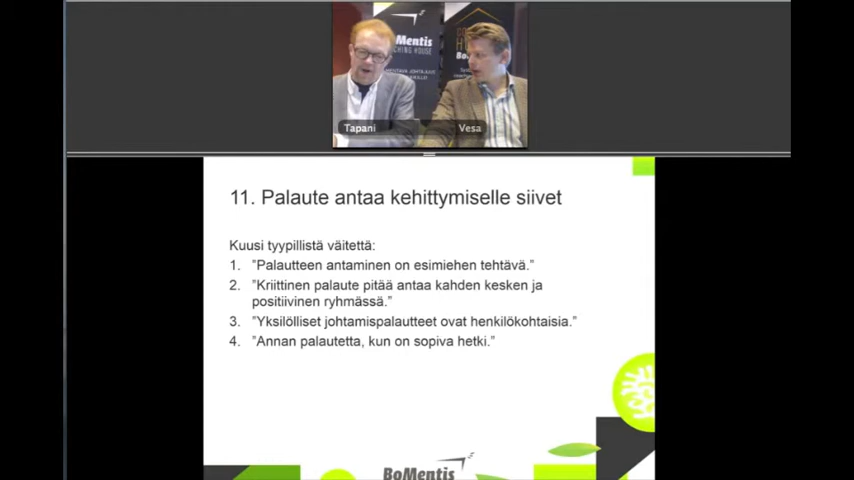 BoMentis
COACHING HOUSE
Tapani
Vesa
11. Palaute antaa kehittymiselle siivet
Kuusi tyypillistä väitettä:
1. ”Palautteen antaminen on esimiehen tehtävä.”
2. ”Kriittinen palaute pitää antaa kahden kesken ja
positiivinen ryhmässä.”
3. ”Yksilölliset johtamispalautteet ovat henkilökohtaisia.”
4. ”Annan palautetta, kun on sopiva hetki.”
BoMentis